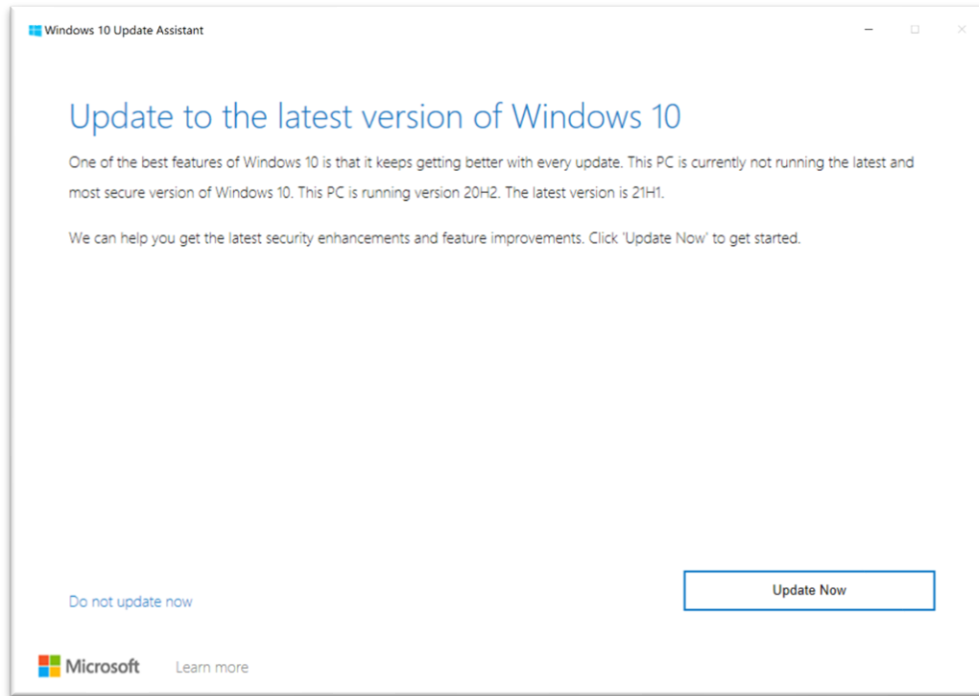 Windows 10 Update Assistant
Update to the latest version of Windows 10
One of the best features of Windows 10 is that it keeps getting better with every update. This PC is currently not running the latest and
most secure version of Windows 10. This PC is running version 20H2. The latest version is 21H1.
We can help you get the latest security enhancements and feature improvements. Click 'Update Now' to get started.
Do not update now
Update Now
Microsoft
Learn more